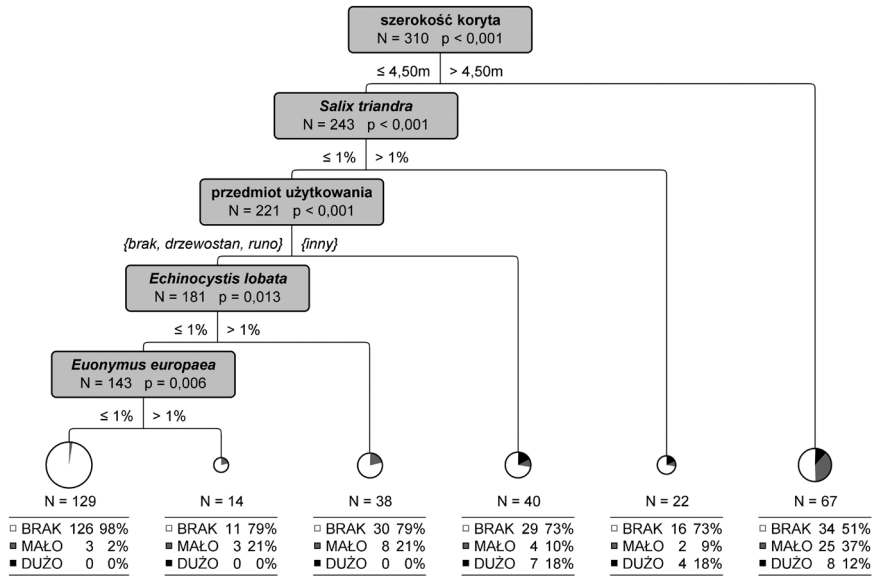 szerokość koryta
N = 310 p < 0,001
≤ 4,50m > 4,50m
Salix triandra
N = 243 p < 0,001
≤ 1% > 1%
przedmiot użytkowania
N = 221 p < 0,001
{brak, drzewostan, runo} {inny}
Echinocystis lobata
N = 181 p = 0,013
≤ 1% > 1%
Euonymus europaea
N = 143 p = 0,006
≤ 1% > 1%
N = 129 N = 14 N = 38 N = 40 N = 22 N = 67
BRAK 126 98% BRAK 11 79% BRAK 30 79% BRAK 29 73% BRAK 16 73% BRAK 34 51%
MAŁO 3 2% MAŁO 3 21% MAŁO 8 21% MAŁO 4 10% MAŁO 2 9% MAŁO 25 37%
DUŻO 0 0% DUŻO 0 0% DUŻO 0 0% DUŻO 7 18% DUŻO 4 18% DUŻO 8 12%